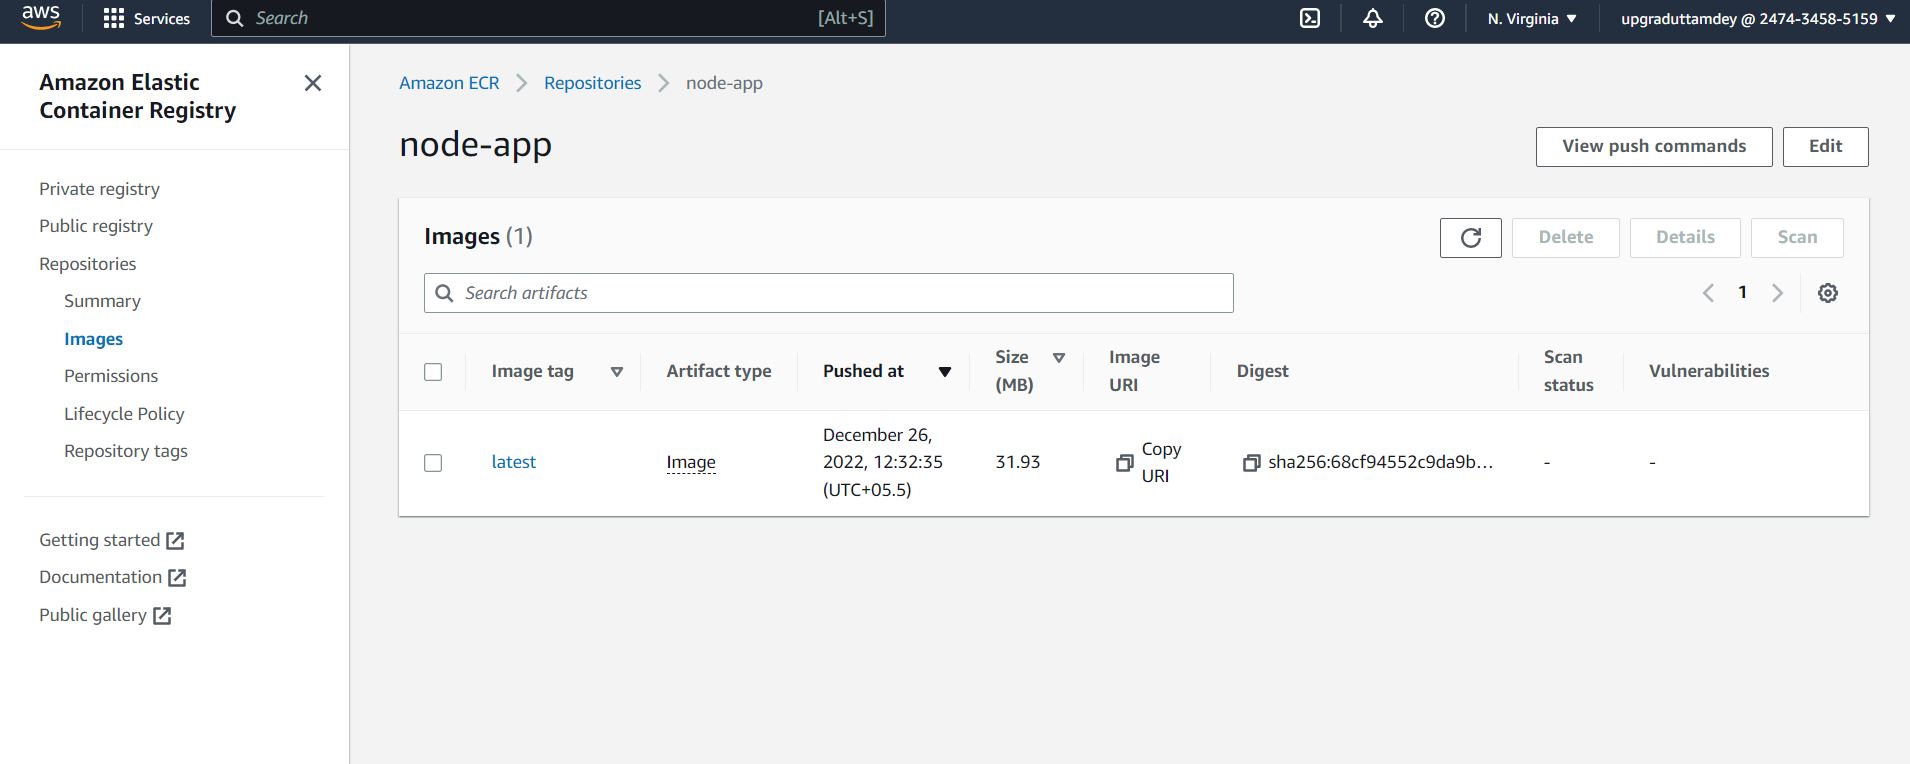 aws
Services
Search
[Alt+S]
N. Virginia
upgraduttamdey @ 2474-3458-5159
Amazon Elastic
Container Registry
Private registry
Public registry
Repositories
Summary
Images
Permissions
Lifecycle Policy
Repository tags
Getting started
Documentation
Public gallery
Amazon ECR
Repositories
node-app
node-app
View push commands
Edit
Images (1)
Delete
Details
Scan
Search artifacts
1
Image tag
Artifact type
Pushed at
Size
(MB)
Image
URI
Digest
Scan
status
Vulnerabilities
latest
Image
December 26,
2022, 12:32:35
(UTC+05.5)
31.93
Copy
URI
sha256:68cf94552c9da9b...
-
-